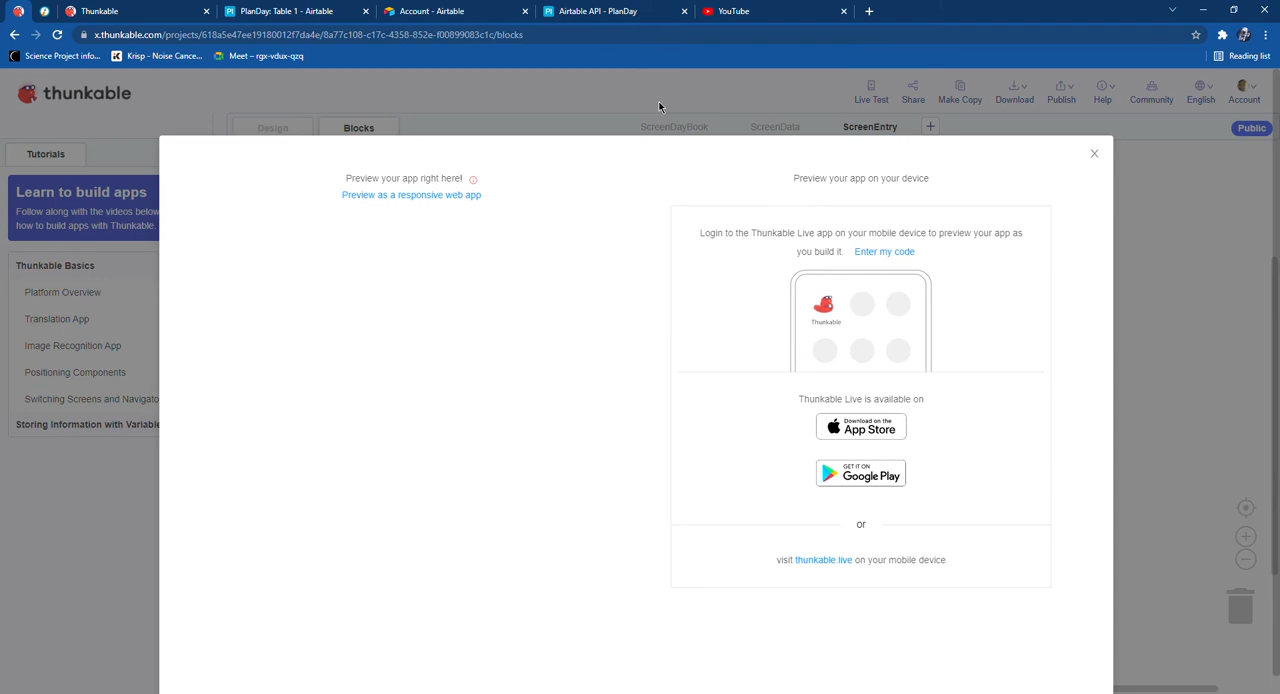 Thunkable
PlanDay: Table 1 - Airtable
Account - Airtable
Airtable API - PlanDay
YouTube
x.thunkable.com/projects/618a5e47ee19180012f7da4e/8a77c108-c17c-4358-852e-f00899083c1c/blocks
Science Project info...
Krisp - Noise Cance...
Meet – rgx-vdux-qzq
Reading list
thunkable
Live Test
Share
Make Copy
Download
Publish
Help
Community
English
Account
Design
Blocks
ScreenDayBook
ScreenData
ScreenEntry
Public
Tutorials
Learn to build apps
Follow along with the videos below
how to build apps with Thunkable.
Thunkable Basics
Platform Overview
Translation App
Image Recognition App
Positioning Components
Switching Screens and Navigato
Storing Information with Variable
Preview your app right here!
Preview as a responsive web app
Preview your app on your device
Login to the Thunkable Live app on your mobile device to preview your app as
you build it. Enter my code
Thunkable
Thunkable Live is available on
Download on the
App Store
GET IT ON
Google Play
or
visit thunkable.live on your mobile device